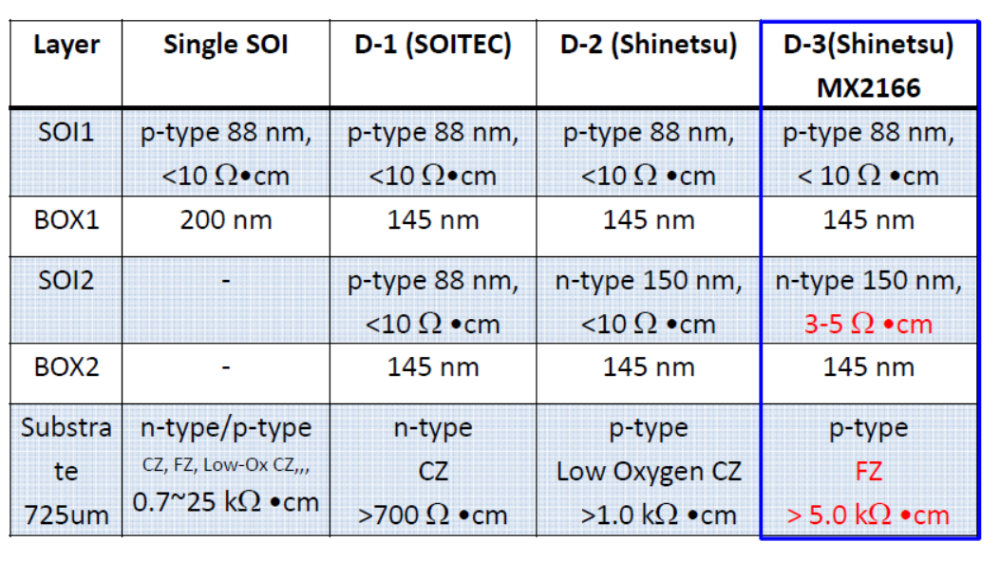 Layer Single SOI D-1 (SOITEC) D-2 (Shinetsu) D-3(Shinetsu)
MX2166
SOI1 p-type 88 nm, p-type 88 nm, p-type 88 nm, p-type 88 nm,
<10 Ω•cm <10 Ω•cm <10 Ω •cm < 10 Ω •cm
BOX1 200 nm 145 nm 145 nm 145 nm
SOI2 - p-type 88 nm, n-type 150 nm, n-type 150 nm,
<10 Ω •cm <10 Ω •cm 3-5 Ω •cm
BOX2 - 145 nm 145 nm 145 nm
Substra n-type/p-type n-type p-type p-type
te CZ, FZ, Low-Ox CZ,,, CZ Low Oxygen CZ FZ
725um 0.7~25 kΩ •cm >700 Ω •cm >1.0 kΩ •cm > 5.0 kΩ •cm